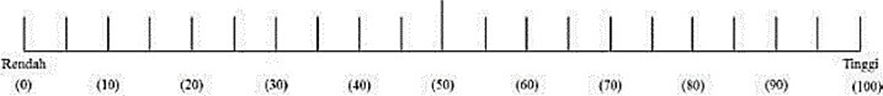 Rendah Tinggi
(0) (10) (20) (30) (40) (50) (60) (70) (80) (90) (100)